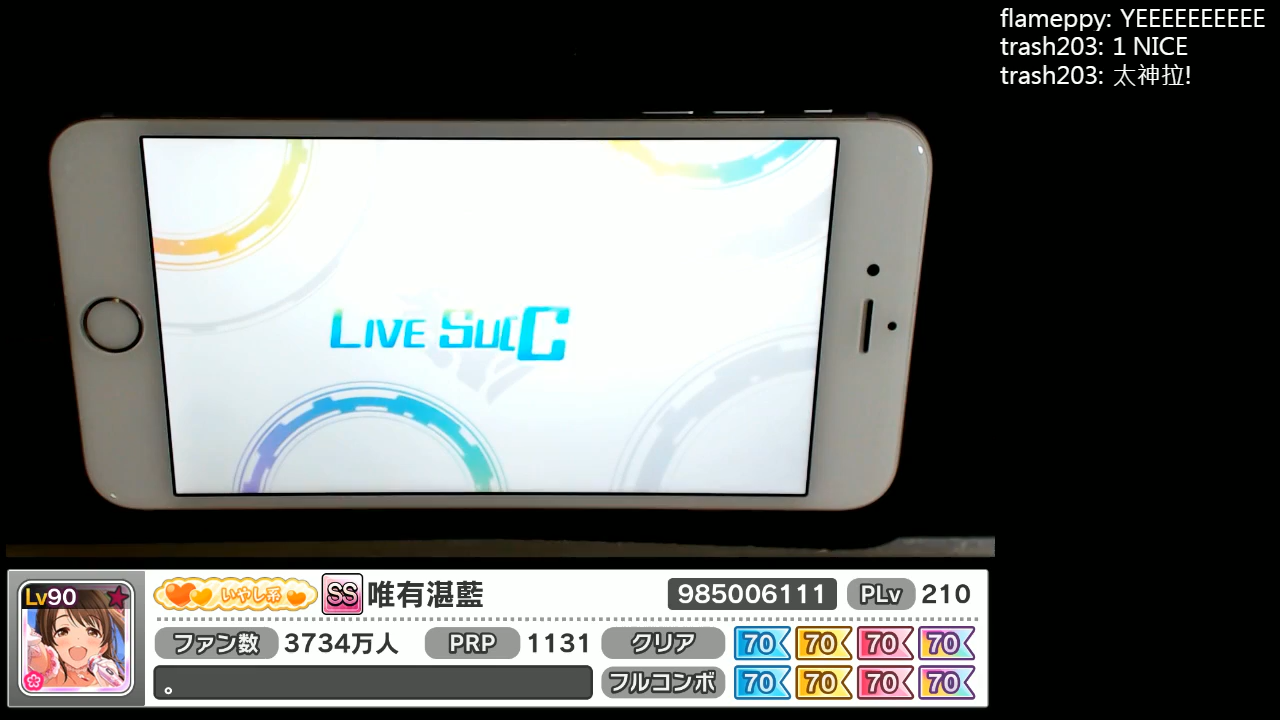 flameppy: YEEEEEEEEEE
trash203: 1 NICE
trash203: 太神拉!
LIVE SUCC
Lv90
いやし系 SS 唯有湛藍 985006111 PLv 210
ファン数 3734万人 PRP 1131 クリア 70 70 70 70
。 フルコンボ 70 70 70 70